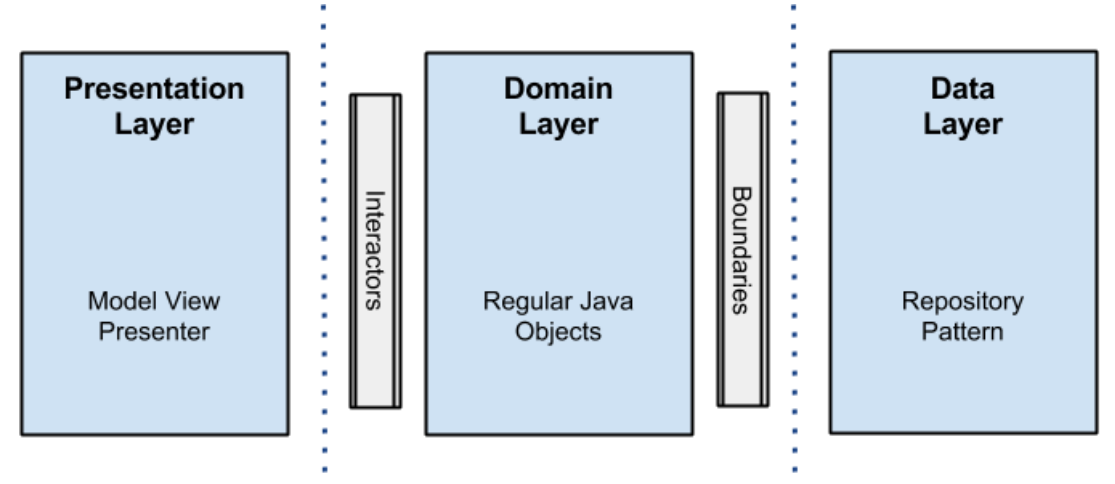 Presentation
Layer
Model View
Presenter
Interactors
Domain
Layer
Regular Java
Objects
Boundaries
Data
Layer
Repository
Pattern